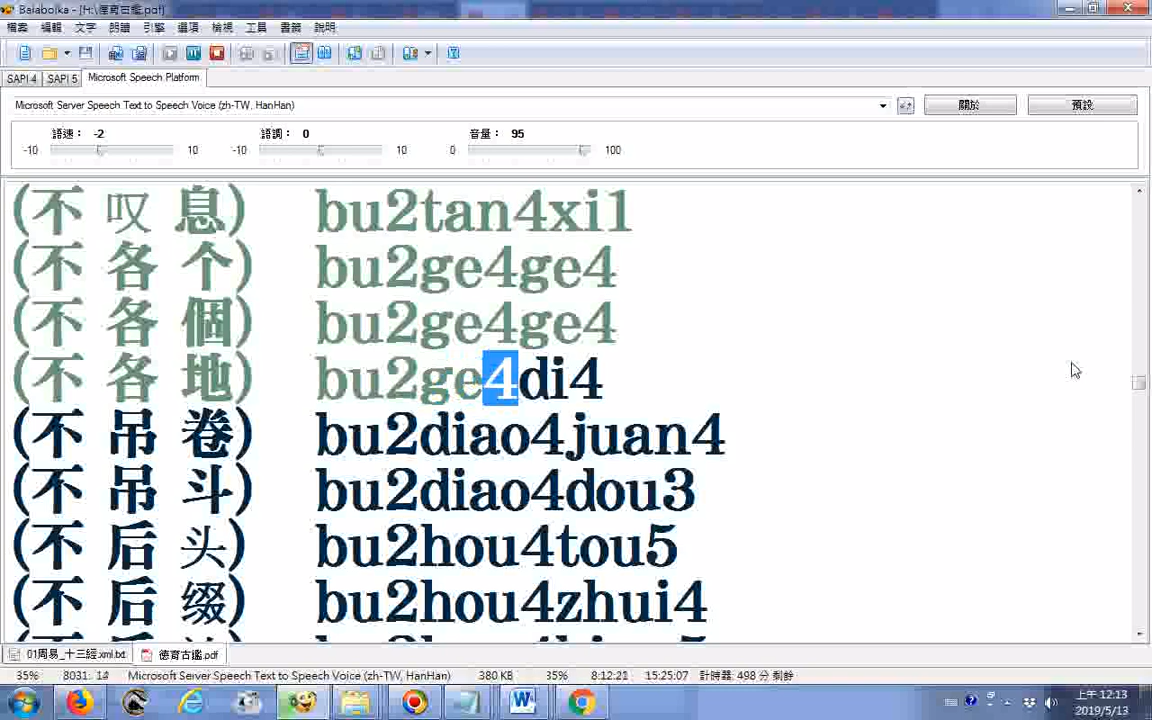 Balabolka - [H:\德育古鑑.pdf]
檔案 編輯 文字 朗讀 引擎 選項 檢視 工具 書籤 說明
SAPI 4 SAPI 5 Microsoft Speech Platform
Microsoft Server Speech Text to Speech Voice (zh-TW, HanHan) 關於 預設
語速： -2 語調： 0 音量： 95
-10 10 -10 10 0 100
(不 叹 息) bu2tan4xi1
(不 各 个) bu2ge4ge4
(不 各 個) bu2ge4ge4
(不 各 地) bu2ge4di4
(不 吊 卷) bu2diao4juan4
(不 吊 斗) bu2diao4dou3
(不 后 头) bu2hou4tou5
(不 后 缀) bu2hou4zhui4
01周易_十三經.xml.txt 德育古鑑.pdf
35% 8031: 14 Microsoft Server Speech Text to Speech Voice (zh-TW, HanHan) 380 KB 35% 8:12:21 15:25:07 計時器: 498 分 剩餘
上午 12:13
2019/5/13